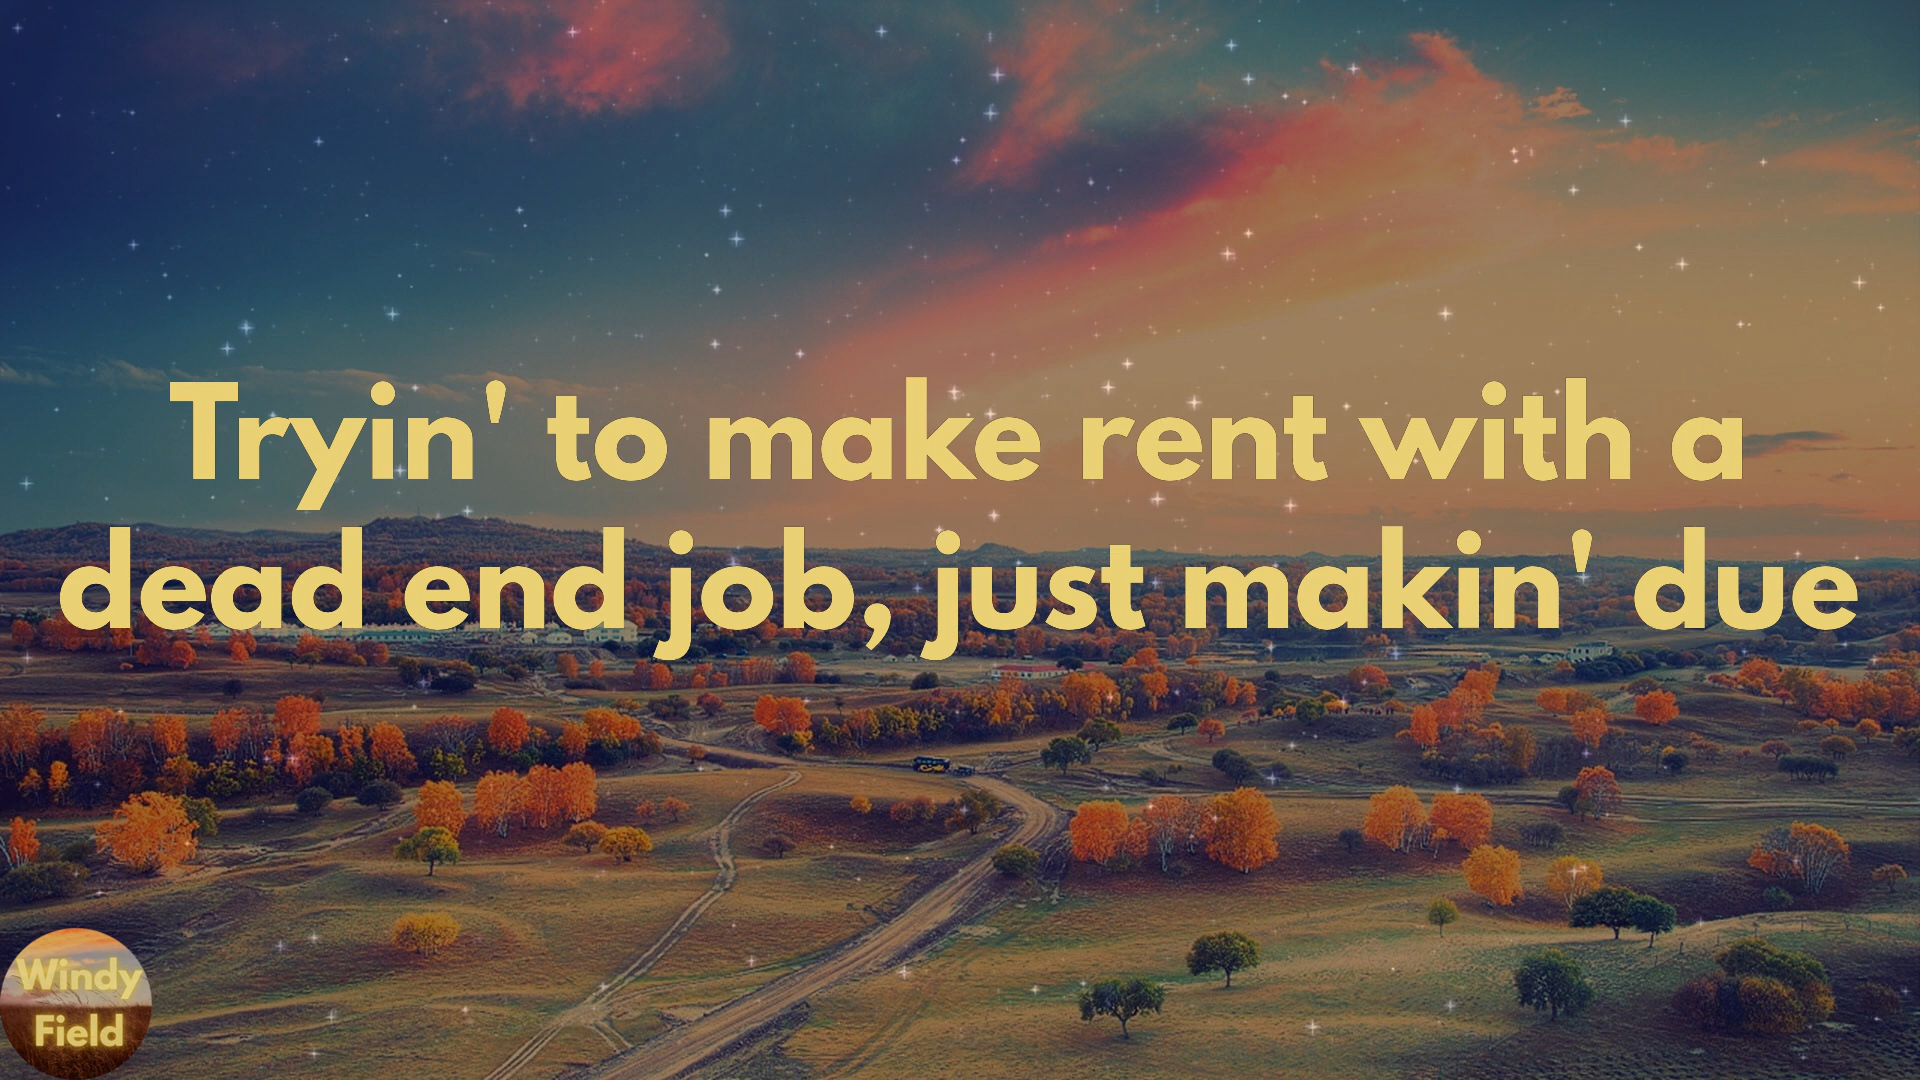 Tryin' to make rent with a
dead end job, just makin' due
Windy
Field